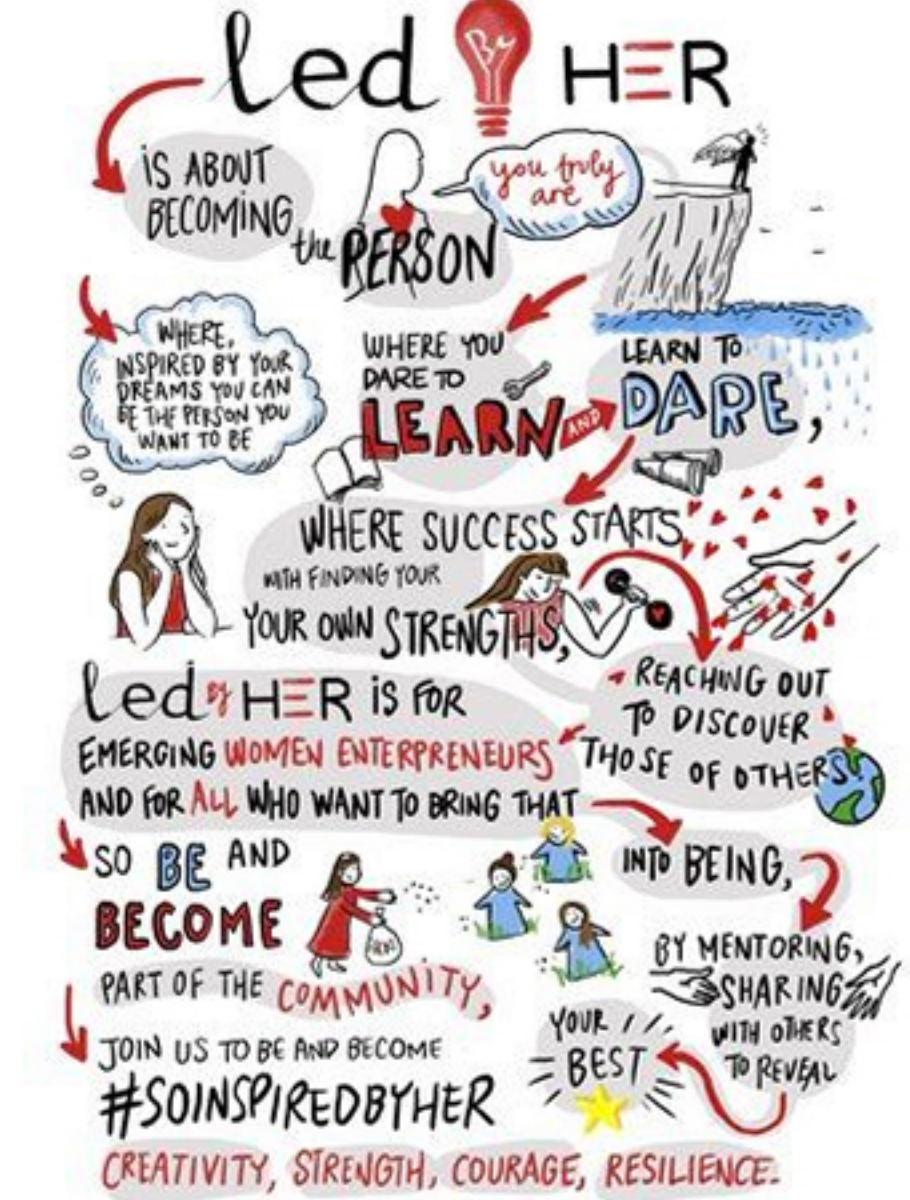 led By HER
iS ABOUT
BECOMING
the PERSON
you truly
are
WHERE,
INSPIRED BY YOUR
DREAMS YOU CAN
BE THE PERSON YOU
WANT TO BE
WHERE YOU
DARE TO
LEARN AND
LEARN TO
DARE,
WHERE SUCCESS STARTS
WITH FINDING YOUR
YOUR OWN STRENGTHS,
REACHING OUT
TO DISCOVER
THOSE OF OTHERS.
led by HER iS FOR
EMERGING WOMEN ENTERPRENEURS
AND FOR ALL WHO WANT TO BRING THAT
INTO BEING,
BY MENTORING,
SHARING
WITH OTHERS
TO REVEAL
YOUR
BEST
SO BE AND
BECOME
PART OF THE COMMUNITY,
JOIN US TO BE AND BECOME
#SOINSPIREDBYHER
CREATIVITY, STRENGTH, COURAGE, RESILIENCE.